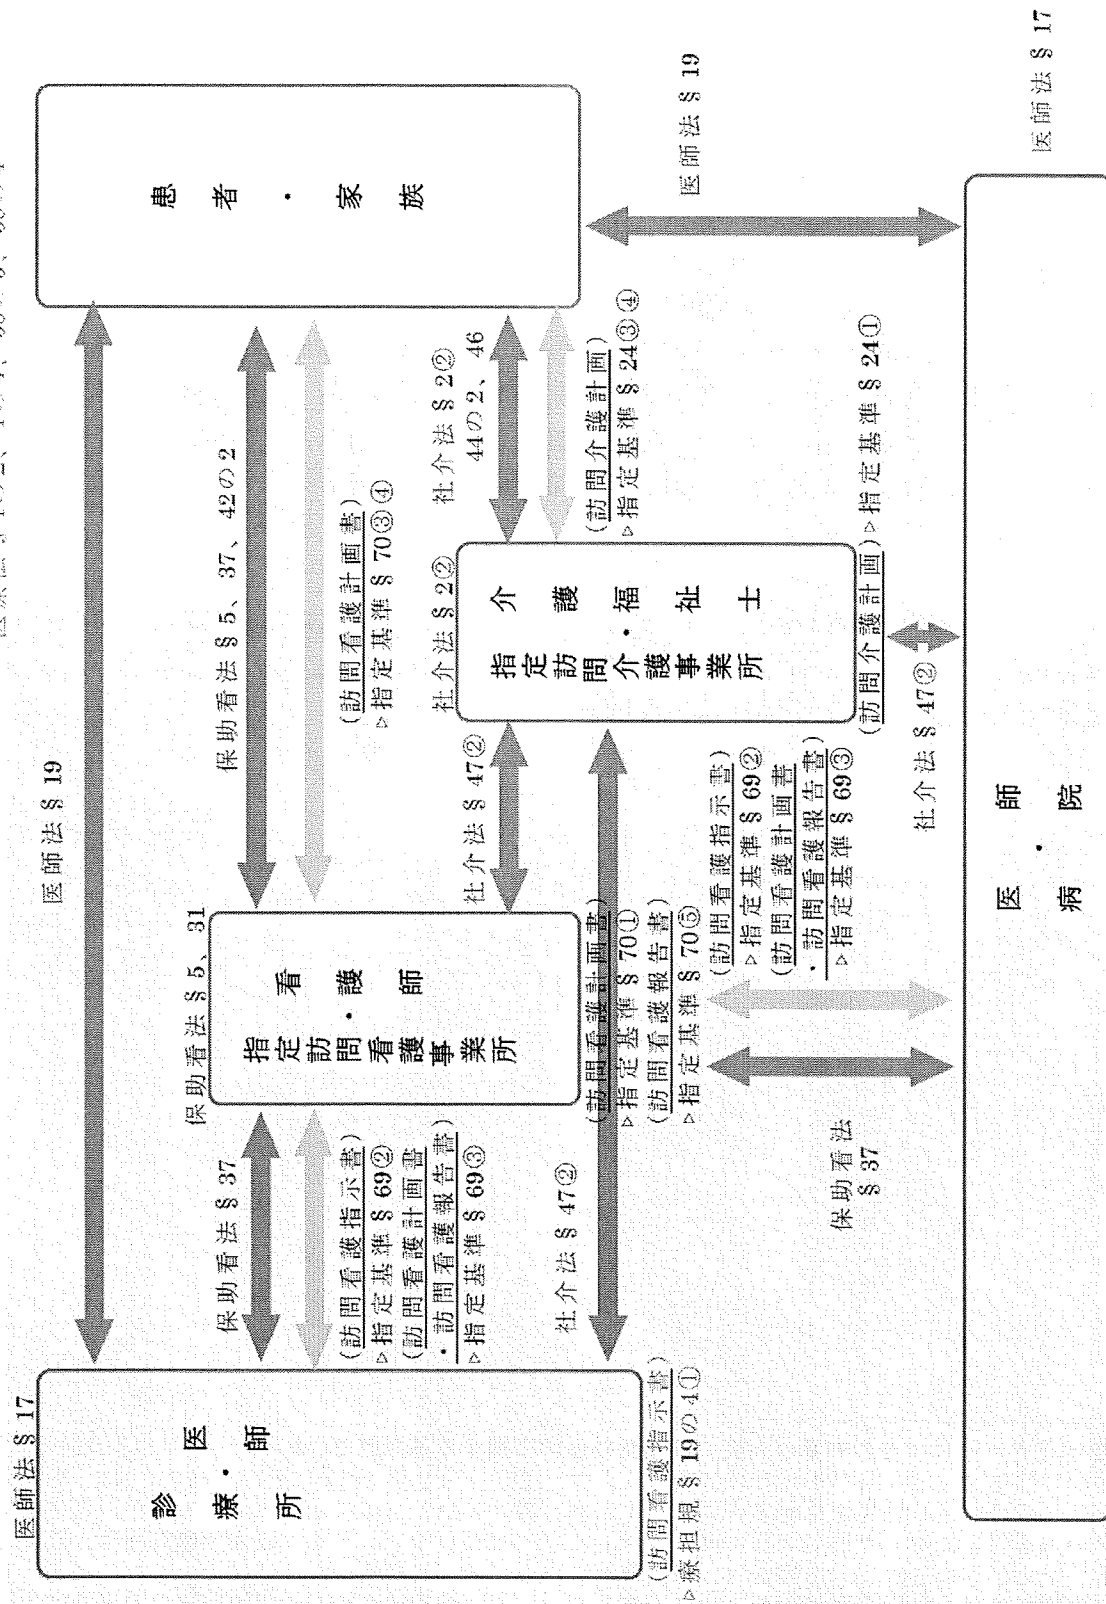 医師法§17
医師
診療・所
(訪問看護指示書)
▷療担規§19の4①
医師法§19
保助看法§37
(訪問看護指示書)
▷指定基準§69②
(訪問看護計画書
・訪問看護報告書)
▷指定基準§69③
社介法§47②
保助看法§5、31
看護師
・
指定訪問看護事業所
(訪問看護計画書)
▷指定基準§70①
(訪問看護報告書)
▷指定基準§70⑤
保助看法§5、37、42の2
(訪問看護計画書)
▷指定基準§70③④
社介法§47②
社介法§2②
介護福祉士
・
指定訪問介護事業所
社介法§2②
44の2、46
(訪問介護計画)
▷指定基準§24③④
(訪問介護計画)▷指定基準§24①
社介法§47②
患者・家族
医師法§19
保助看法
§37
(訪問看護指示書)
▷指定基準§69②
(訪問看護計画書
・訪問看護報告書)
▷指定基準§69③
医師
・
病院
医師法§17